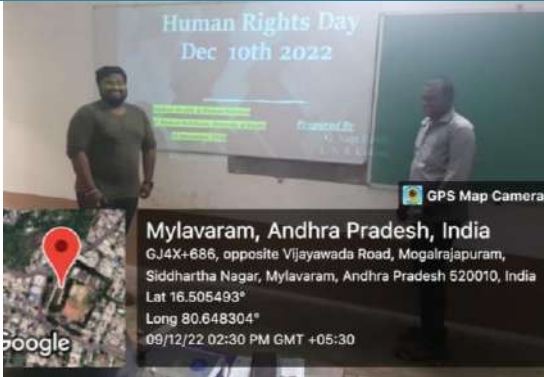 Human Rights Day
Dec 10th 2022
Prepared By
GPS Map Camera
Mylavaram, Andhra Pradesh, India
GJ4X+686, opposite Vijayawada Road, Mogalrajapuram,
Siddhartha Nagar, Mylavaram, Andhra Pradesh 520010, India
Lat 16.505493°
Long 80.648304°
09/12/22 02:30 PM GMT +05:30
Google